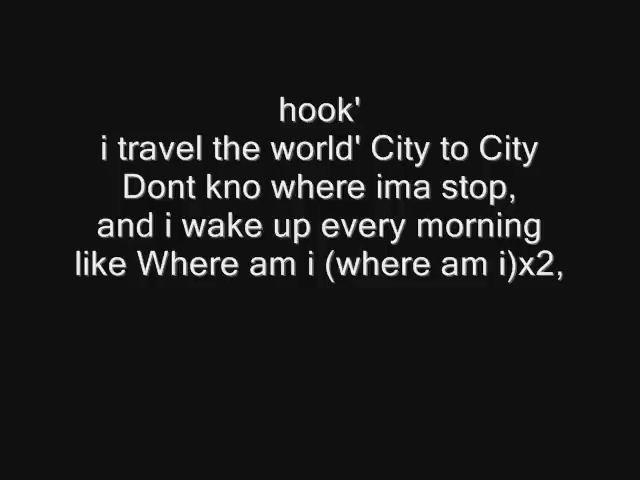 hook'
i travel the world' City to City
Dont kno where ima stop,
and i wake up every morning
like Where am i (where am i)x2,